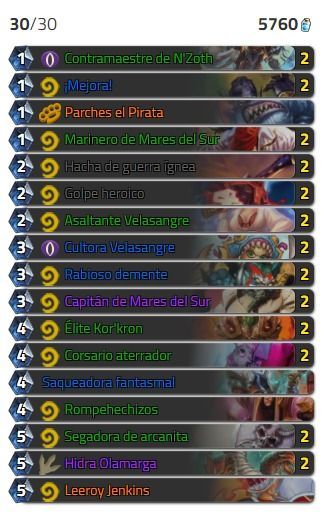 30/30 5760
1 Contramaestre de N'Zoth 2
1 ¡Mejora! 2
1 Parches el Pirata
1 Marinero de Mares del Sur 2
2 Hacha de guerra ígnea 2
2 Golpe heroico 2
2 Asaltante Velasangre 2
3 Cultora Velasangre 2
3 Rabioso demente 2
3 Capitán de Mares del Sur 2
4 Élite Kor'kron 2
4 Corsario aterrador 2
4 Saqueadora fantasmal
4 Rompehechizos
5 Segadora de arcanita 2
5 Hidra Olamarga 2
5 Leeroy Jenkins